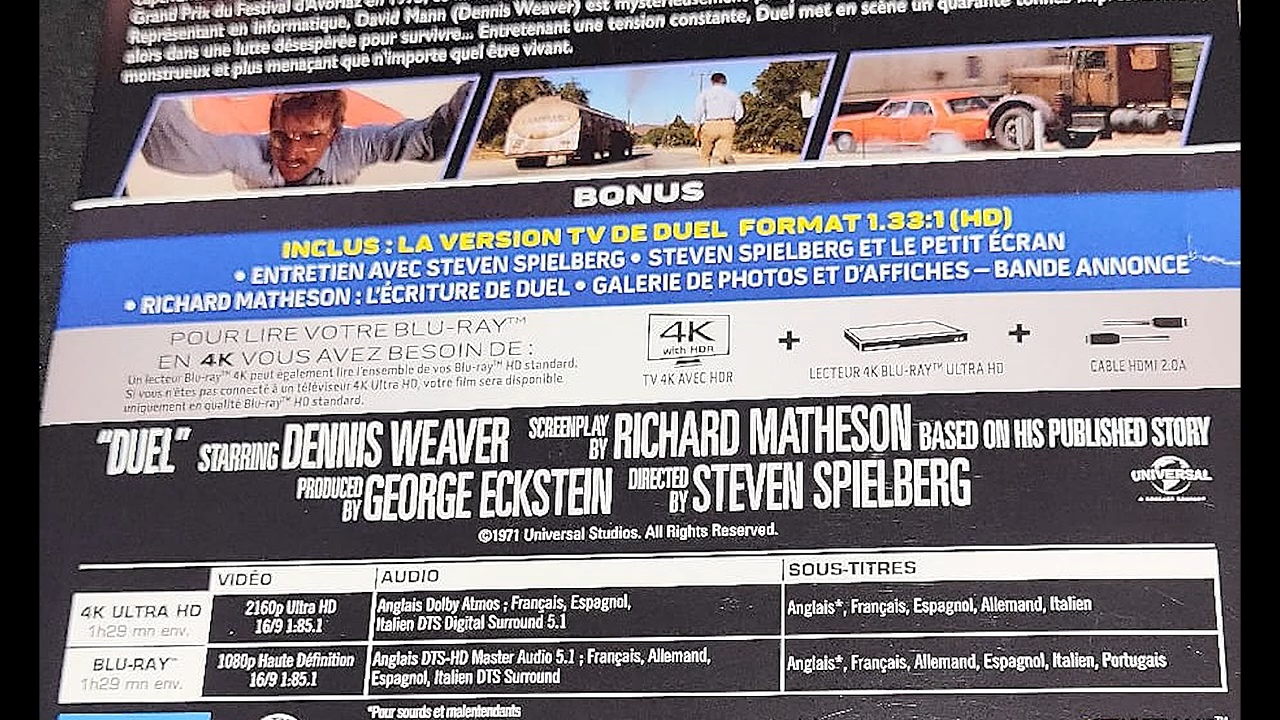 Grand Prix du Festival d'Avoriaz en
Représentant en informatique, David Mann (Dennis Weaver) est mystérieusement
alors dans une lutte désespérée pour survivre... Entretenant une tension constante, Duel met en scène un quarante tonnes
monstrueux et plus menaçant que n'importe quel être vivant.
BONUS
INCLUS : LA VERSION TV DE DUEL FORMAT 1.33:1 (HD)
• ENTRETIEN AVEC STEVEN SPIELBERG • STEVEN SPIELBERG ET LE PETIT ÉCRAN
• RICHARD MATHESON : L'ÉCRITURE DE DUEL • GALERIE DE PHOTOS ET D'AFFICHES – BANDE ANNONCE
POUR LIRE VOTRE BLU-RAY™
EN 4K VOUS AVEZ BESOIN DE :
Un lecteur Blu-ray™ 4K peut également lire l'ensemble de vos Blu-ray™ HD standard.
Si vous n'êtes pas connecté à un téléviseur 4K Ultra HD, votre film sera disponible
uniquement en qualité Blu-ray™ HD standard.
4K
with HDR
+
+
TV 4K AVEC HDR
LECTEUR 4K BLU-RAY™ ULTRA HD
CABLE HDMI 2.0A
"DUEL" STARRING DENNIS WEAVER SCREENPLAY BY RICHARD MATHESON BASED ON HIS PUBLISHED STORY
PRODUCED BY GEORGE ECKSTEIN DIRECTED BY STEVEN SPIELBERG
UNIVERSAL
©1971 Universal Studios. All Rights Reserved.
VIDÉO AUDIO SOUS-TITRES
4K ULTRA HD
1h29 mn env.
2160p Ultra HD
16/9 1:85.1
Anglais Dolby Atmos ; Français, Espagnol,
Italien DTS Digital Surround 5.1
Anglais*, Français, Espagnol, Allemand, Italien
BLU-RAY™
1h29 mn env.
1080p Haute Définition
16/9 1:85.1
Anglais DTS-HD Master Audio 5.1 ; Français, Allemand,
Espagnol, Italien DTS Surround
Anglais*, Français, Allemand, Espagnol, Italien, Portugais
*Pour sourds et malentendants